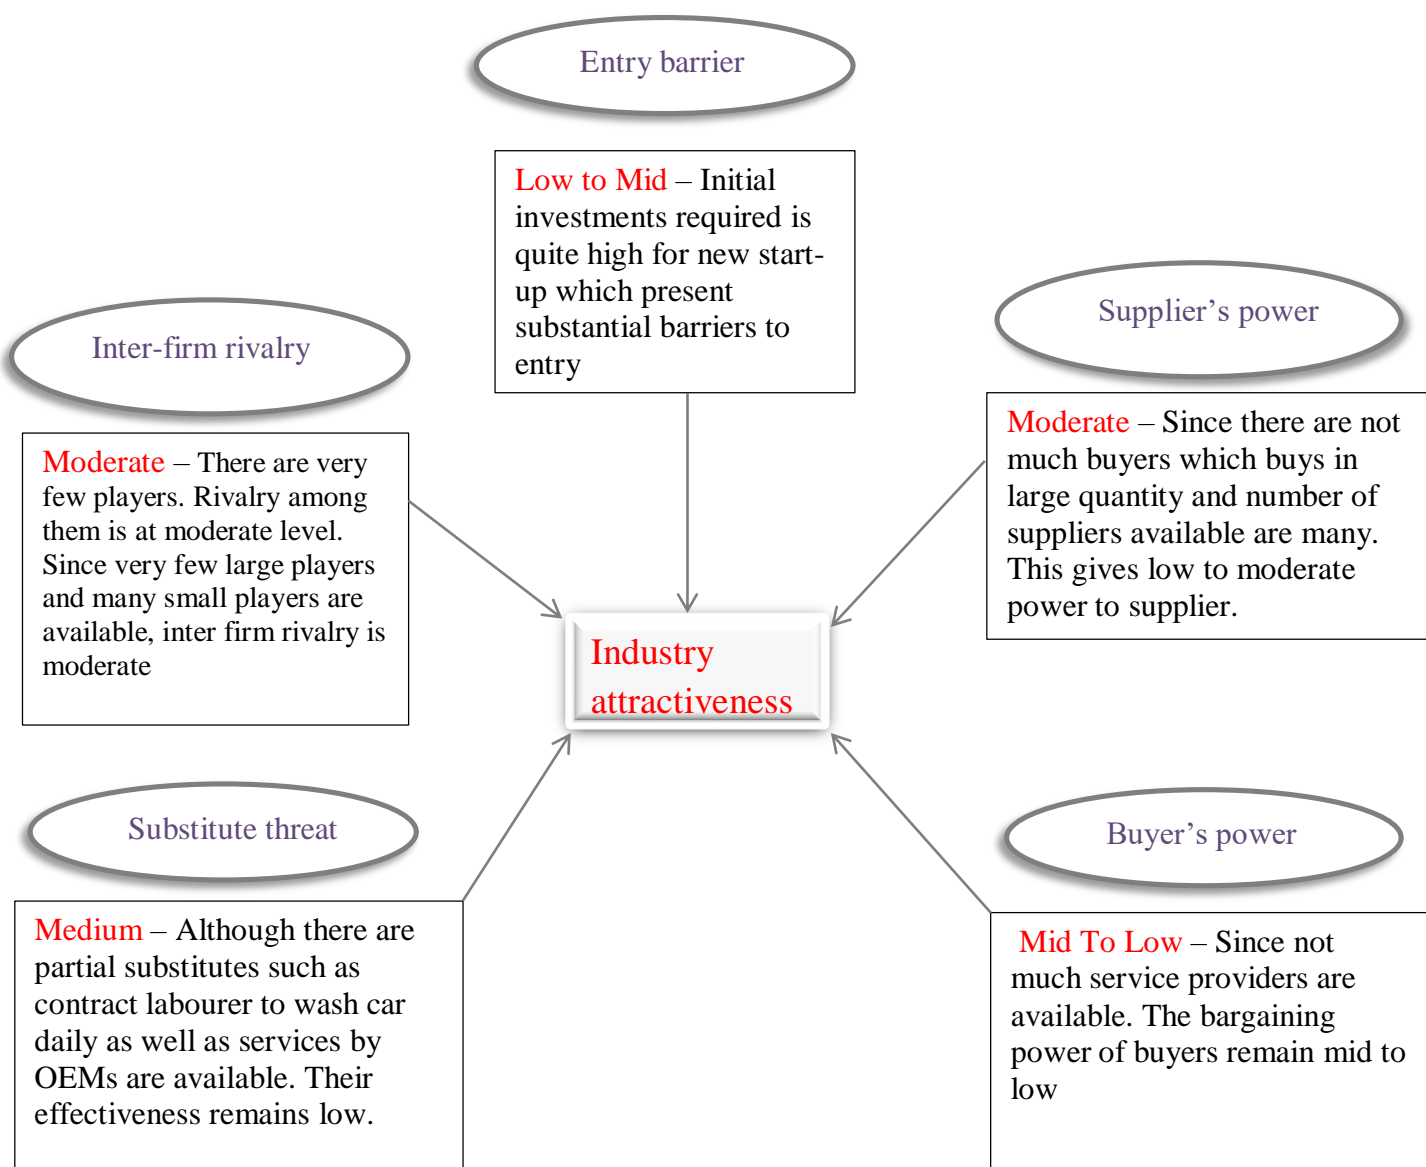 Entry barrier
Low to Mid – Initial
investments required is
quite high for new start-
up which present
substantial barriers to
entry
Inter-firm rivalry
Moderate – There are very
few players. Rivalry among
them is at moderate level.
Since very few large players
and many small players are
available, inter firm rivalry is
moderate
Supplier’s power
Moderate – Since there are not
much buyers which buys in
large quantity and number of
suppliers available are many.
This gives low to moderate
power to supplier.
Industry
attractiveness
Substitute threat
Medium – Although there are
partial substitutes such as
contract labourer to wash car
daily as well as services by
OEMs are available. Their
effectiveness remains low.
Buyer’s power
Mid To Low – Since not
much service providers are
available. The bargaining
power of buyers remain mid to
low